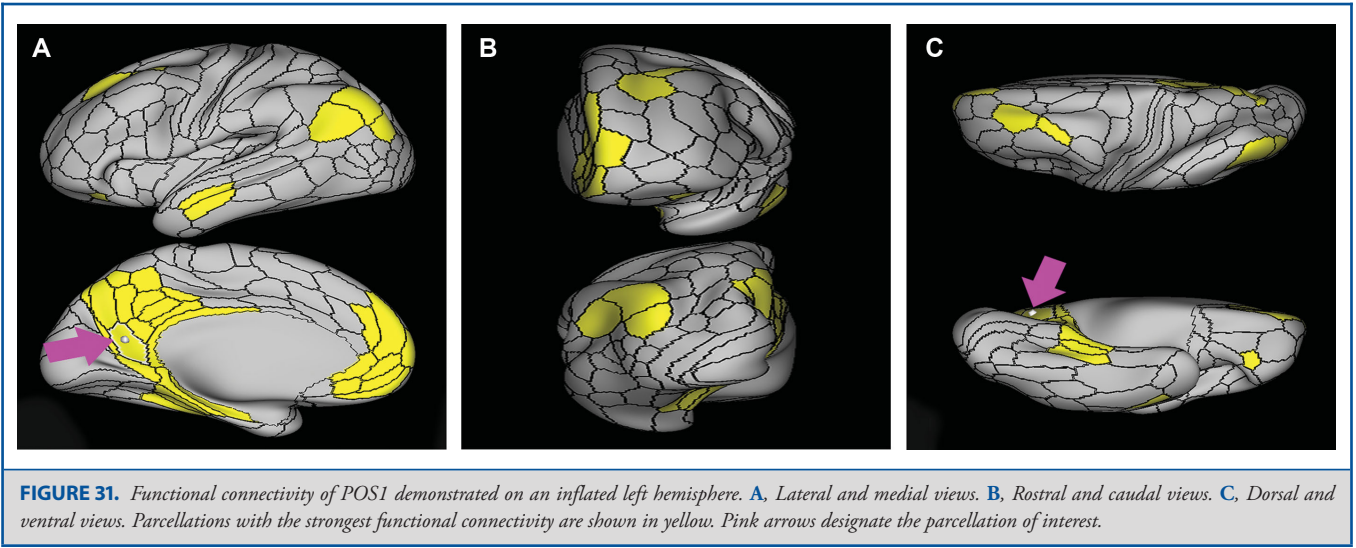 A
B
C
FIGURE 31. Functional connectivity of POS1 demonstrated on an inflated left hemisphere. A, Lateral and medial views. B, Rostral and caudal views. C, Dorsal and
ventral views. Parcellations with the strongest functional connectivity are shown in yellow. Pink arrows designate the parcellation of interest.